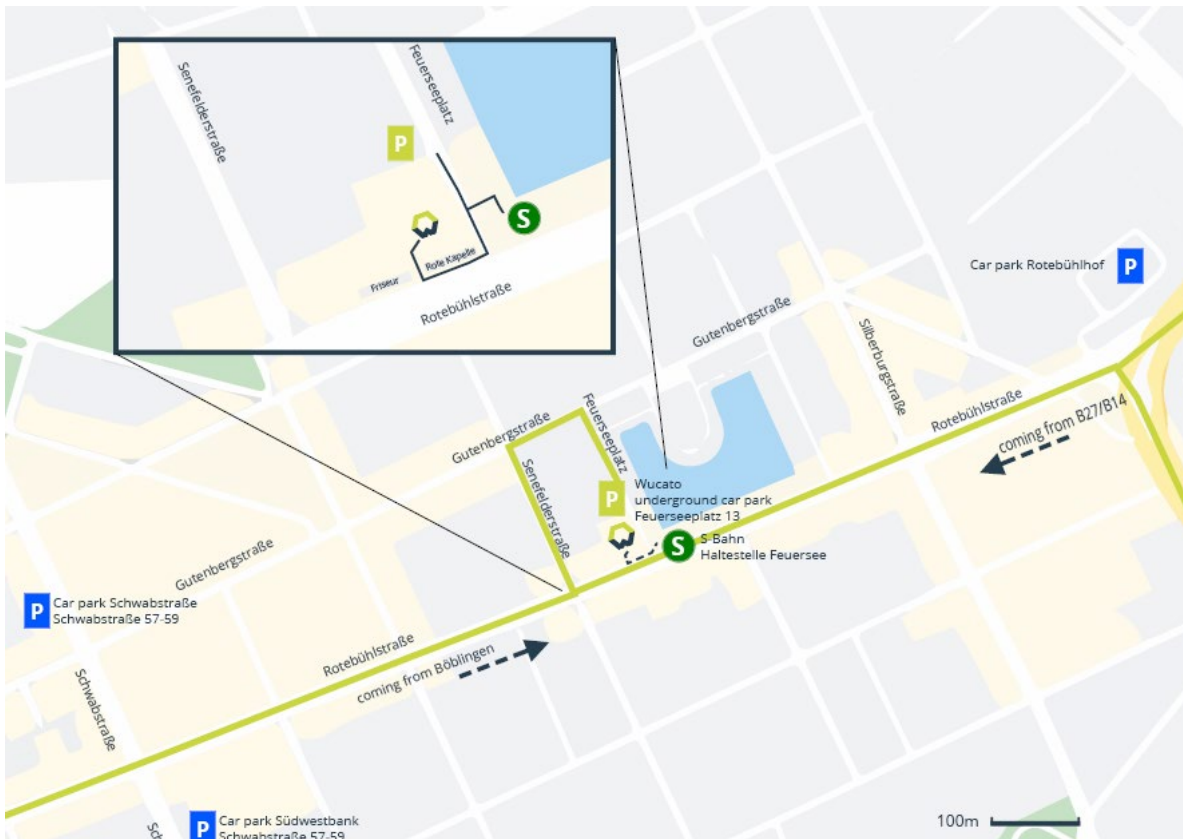 Feuerseeplatz
Senefelderstraße
P
S
Rote Kapelle
Friseur
Rotebühlstraße
Car park Rotebühlhof
P
Gutenbergstraße
Silberburgstraße
Rotebühlstraße
coming from B27/B14
Feuerseeplatz
Gutenbergstraße
Senefelderstraße
P
Wucato
underground car park
Feuerseeplatz 13
S
S-Bahn
Haltestelle Feuersee
Gutenbergstraße
P
Car park Schwabstraße
Schwabstraße 57-59
Rotebühlstraße
coming from Böblingen
Schwabstraße
P
Car park Südwestbank
Schwabstraße 57-59
100m